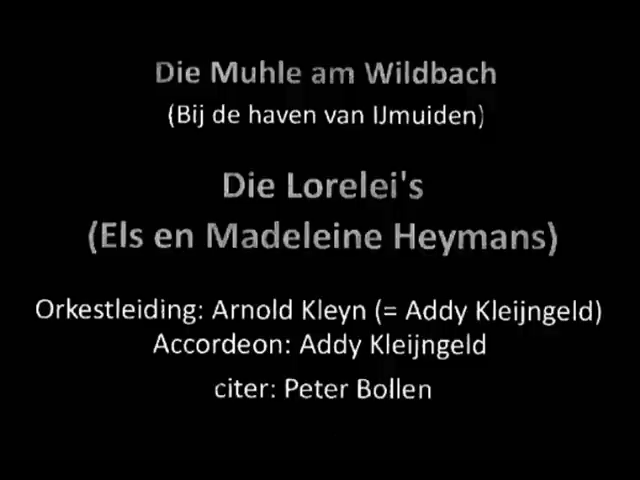 Die Muhle am Wildbach
(Bij de haven van IJmuiden)
Die Lorelei's
(Els en Madeleine Heymans)
Orkestleiding: Arnold Kleyn (= Addy Kleijngeld)
Accordeon: Addy Kleijngeld
citer: Peter Bollen